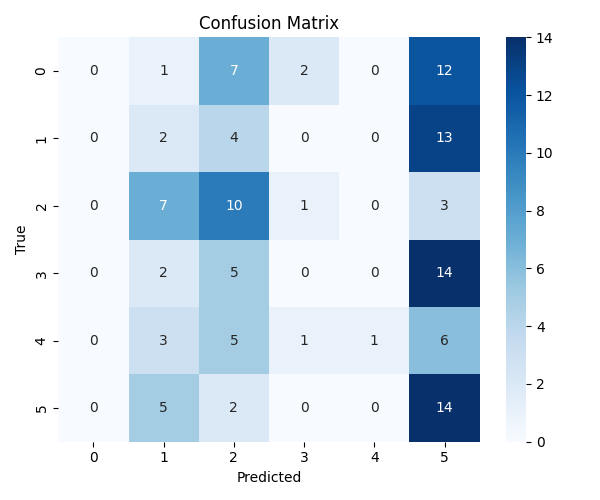 Confusion Matrix
0 0 1 7 2 0 12
1 0 2 4 0 0 13
2 0 7 10 1 0 3
3 0 2 5 0 0 14
4 0 3 5 1 1 6
5 0 5 2 0 0 14
0 1 2 3 4 5
Predicted
True
14
12
10
8
6
4
2
0